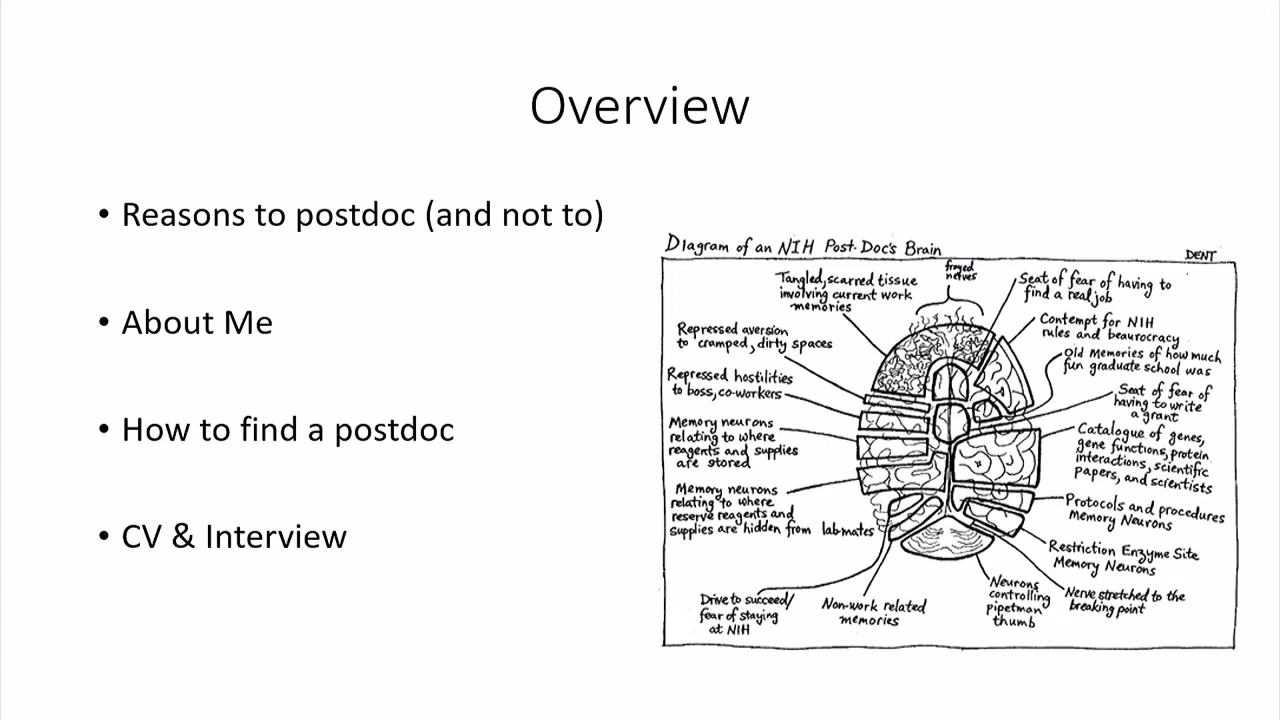 Overview
• Reasons to postdoc (and not to)
• About Me
• How to find a postdoc
• CV & Interview
DIagram of an NIH Post-Doc's Brain
DENT
Tangled, scarred tissue
involving current work
memories
frayed
nerves
Seat of fear of having to
find a real job
Contempt for NIH
rules and beaurocracy
Old Memories of how much
fun graduate school was
Seat of fear of
having to write
a grant
Catalogue of genes,
gene functions, protein
interactions, scientific
papers, and scientists
Protocols and procedures
Memory Neurons
Restriction Enzyme Site
Memory Neurons
Nerve stretched to the
breaking point
Neurons
controlling
pipetman
thumb
Non-work related
memories
Drive to succeed/
fear of staying
at NIH
Memory neurons
relating to where
reserve reagents and
supplies are hidden from labmates
Memory neurons
relating to where
reagents and supplies
are stored
Repressed hostilities
to boss, co-workers
Repressed aversion
to cramped, dirty spaces